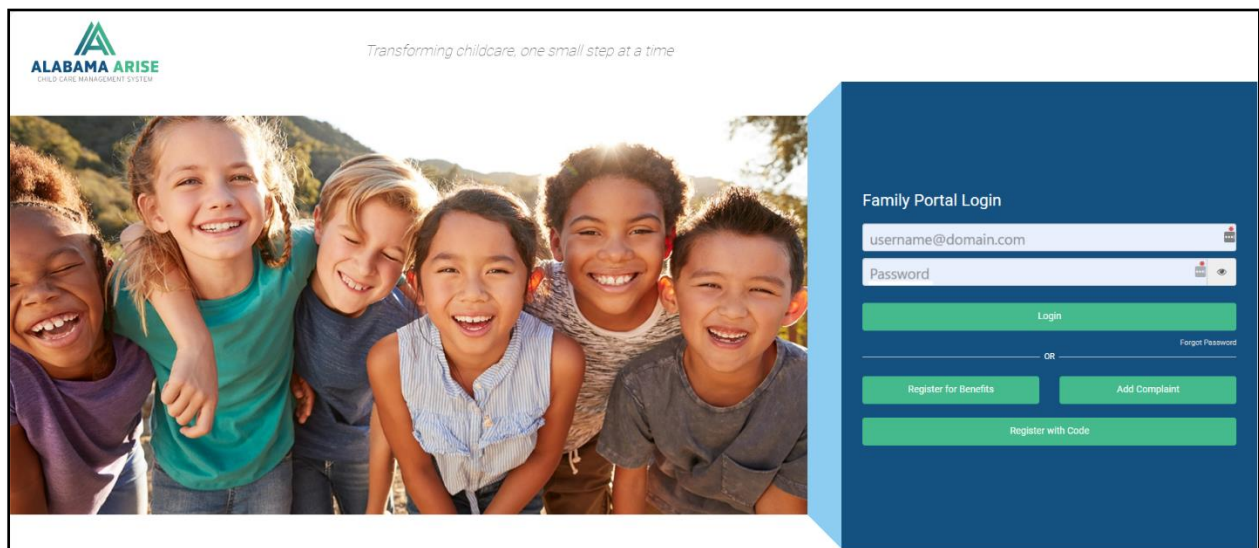 ALABAMA ARISE
CHILD CARE MANAGEMENT SYSTEM
Transforming childcare, one small step at a time
Family Portal Login
username@domain.com
Password
Login
Forgot Password
OR
Register for Benefits
Add Complaint
Register with Code